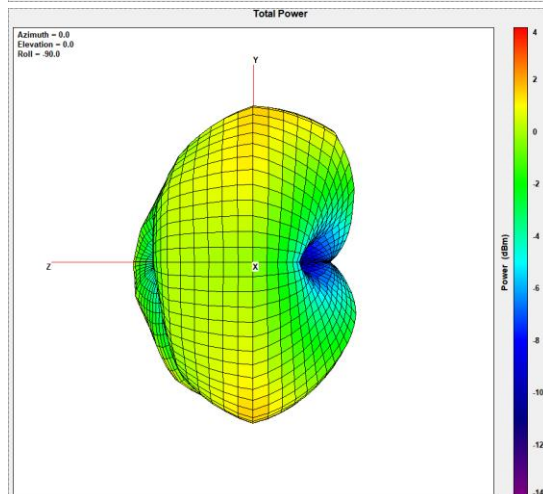 Total Power
Azimuth = 0.0
Elevation = 0.0
Roll = -90.0
Y
Z
X
4
2
0
-2
-4
-6
-8
-10
-12
-14
Power (dBm)